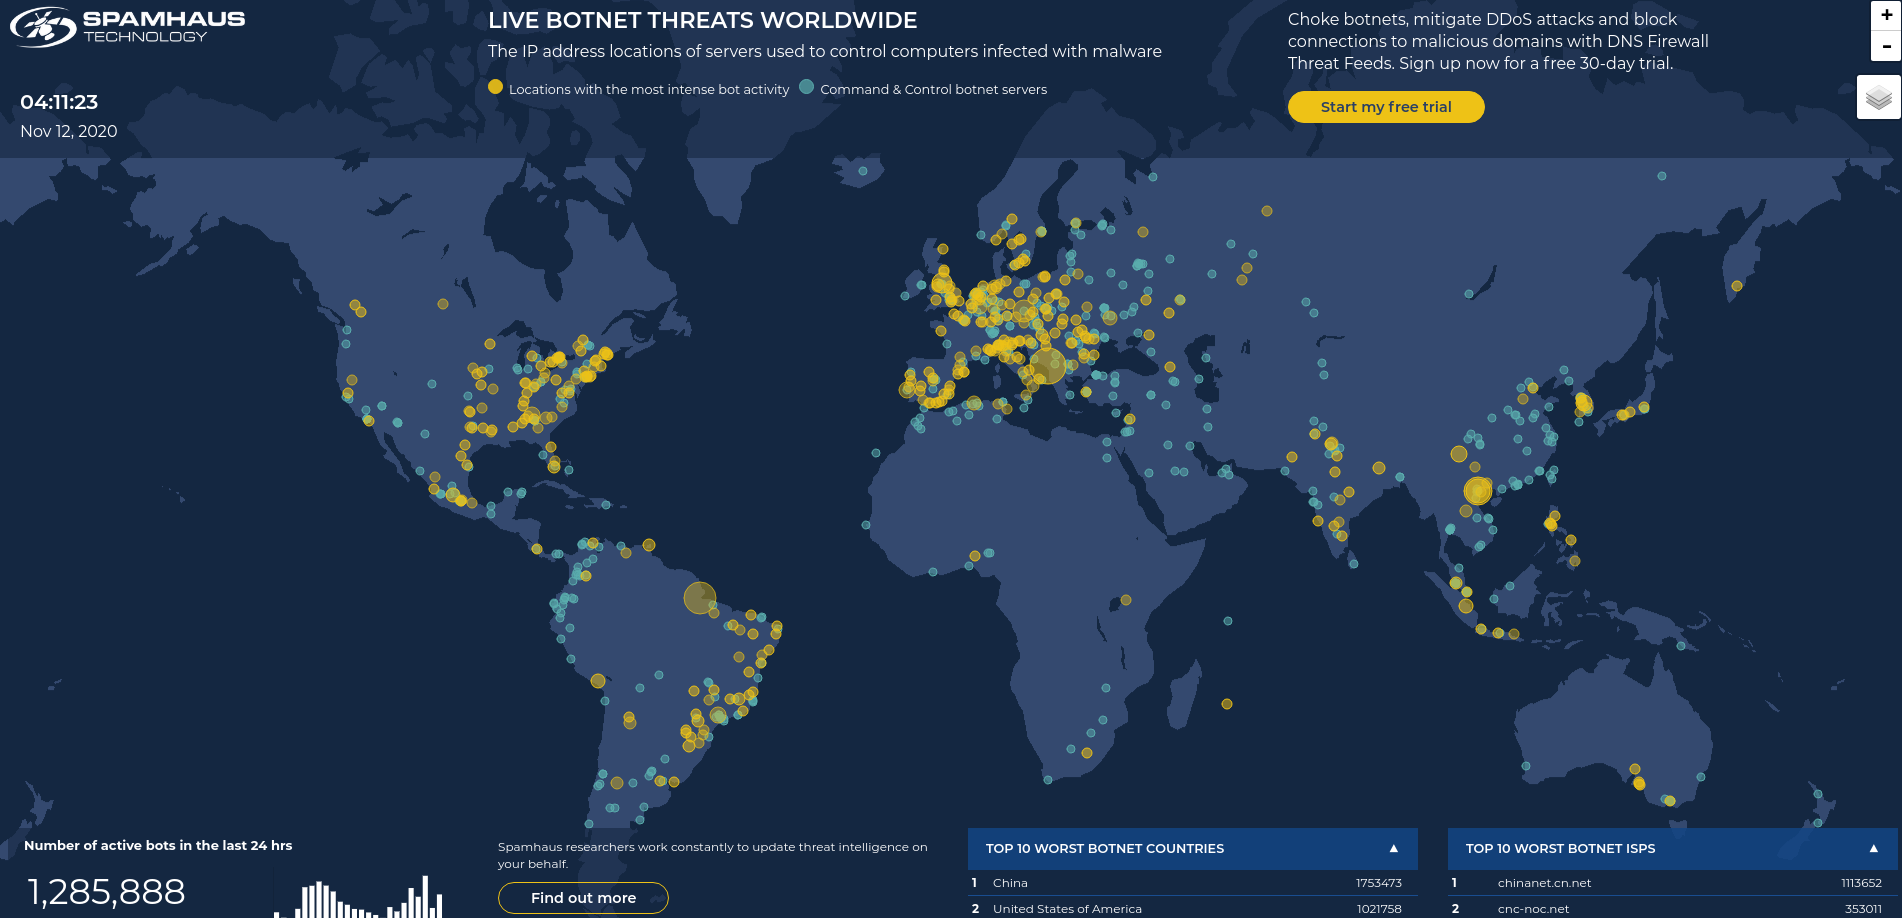 SPAMHAUS
TECHNOLOGY
04:11:23
Nov 12, 2020
LIVE BOTNET THREATS WORLDWIDE
The IP address locations of servers used to control computers infected with malware
Locations with the most intense bot activity
Command & Control botnet servers
Choke botnets, mitigate DDoS attacks and block
connections to malicious domains with DNS Firewall
Threat Feeds. Sign up now for a free 30-day trial.
Start my free trial
+
-
Number of active bots in the last 24 hrs
1,285,888
Spamhaus researchers work constantly to update threat intelligence on
your behalf.
Find out more
TOP 10 WORST BOTNET COUNTRIES ▲
1 China 1753473
2 United States of America 1021758
TOP 10 WORST BOTNET ISPS ▲
1 chinanet.cn.net 1113652
2 cnc-noc.net 353011